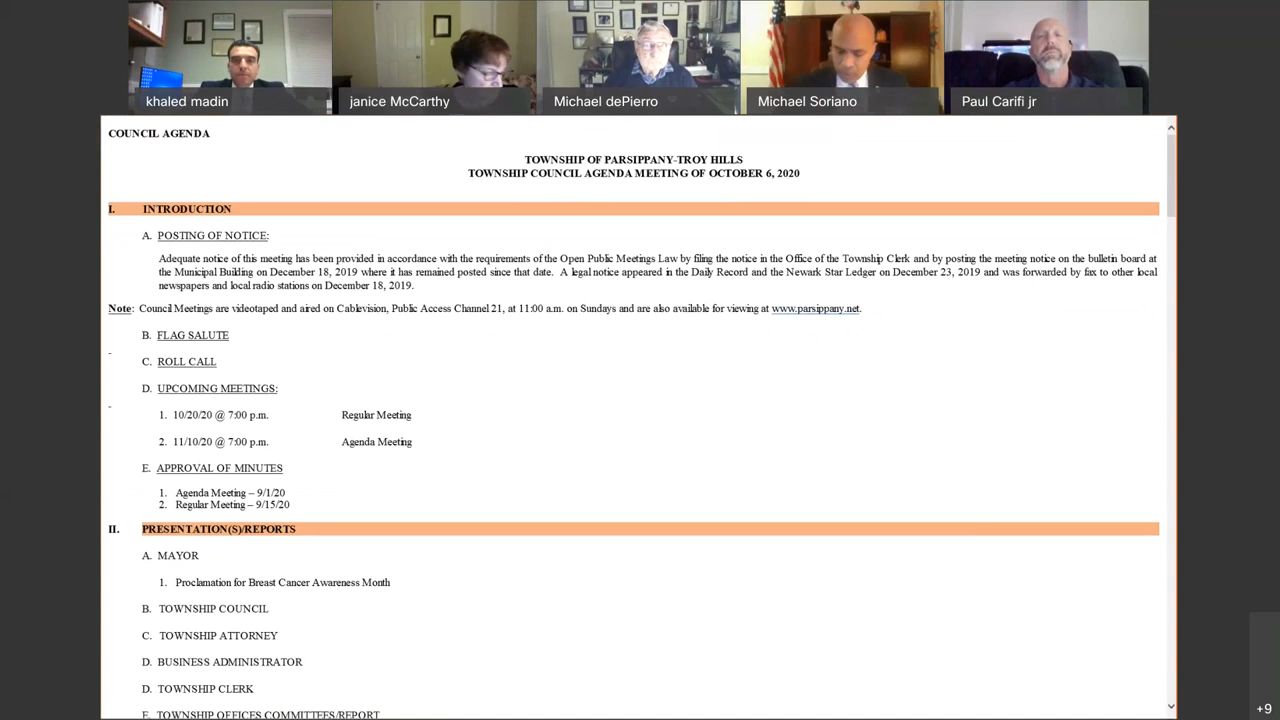 khaled madin
janice McCarthy
Michael dePierro
Michael Soriano
Paul Carifi jr
COUNCIL AGENDA
TOWNSHIP OF PARSIPPANY-TROY HILLS
TOWNSHIP COUNCIL AGENDA MEETING OF OCTOBER 6, 2020
I. INTRODUCTION
A. POSTING OF NOTICE:
Adequate notice of this meeting has been provided in accordance with the requirements of the Open Public Meetings Law by filing the notice in the Office of the Township Clerk and by posting the meeting notice on the bulletin board at
the Municipal Building on December 18, 2019 where it has remained posted since that date. A legal notice appeared in the Daily Record and the Newark Star Ledger on December 23, 2019 and was forwarded by fax to other local
newspapers and local radio stations on December 18, 2019.
Note: Council Meetings are videotaped and aired on Cablevision, Public Access Channel 21, at 11:00 a.m. on Sundays and are also available for viewing at www.parsippany.net.
B. FLAG SALUTE
C. ROLL CALL
D. UPCOMING MEETINGS:
1. 10/20/20 @ 7:00 p.m. Regular Meeting
2. 11/10/20 @ 7:00 p.m. Agenda Meeting
E. APPROVAL OF MINUTES
1. Agenda Meeting – 9/1/20
2. Regular Meeting – 9/15/20
II. PRESENTATION(S)/REPORTS
A. MAYOR
1. Proclamation for Breast Cancer Awareness Month
B. TOWNSHIP COUNCIL
C. TOWNSHIP ATTORNEY
D. BUSINESS ADMINISTRATOR
D. TOWNSHIP CLERK
E. TOWNSHIP OFFICES COMMITTEES/REPORT
+9